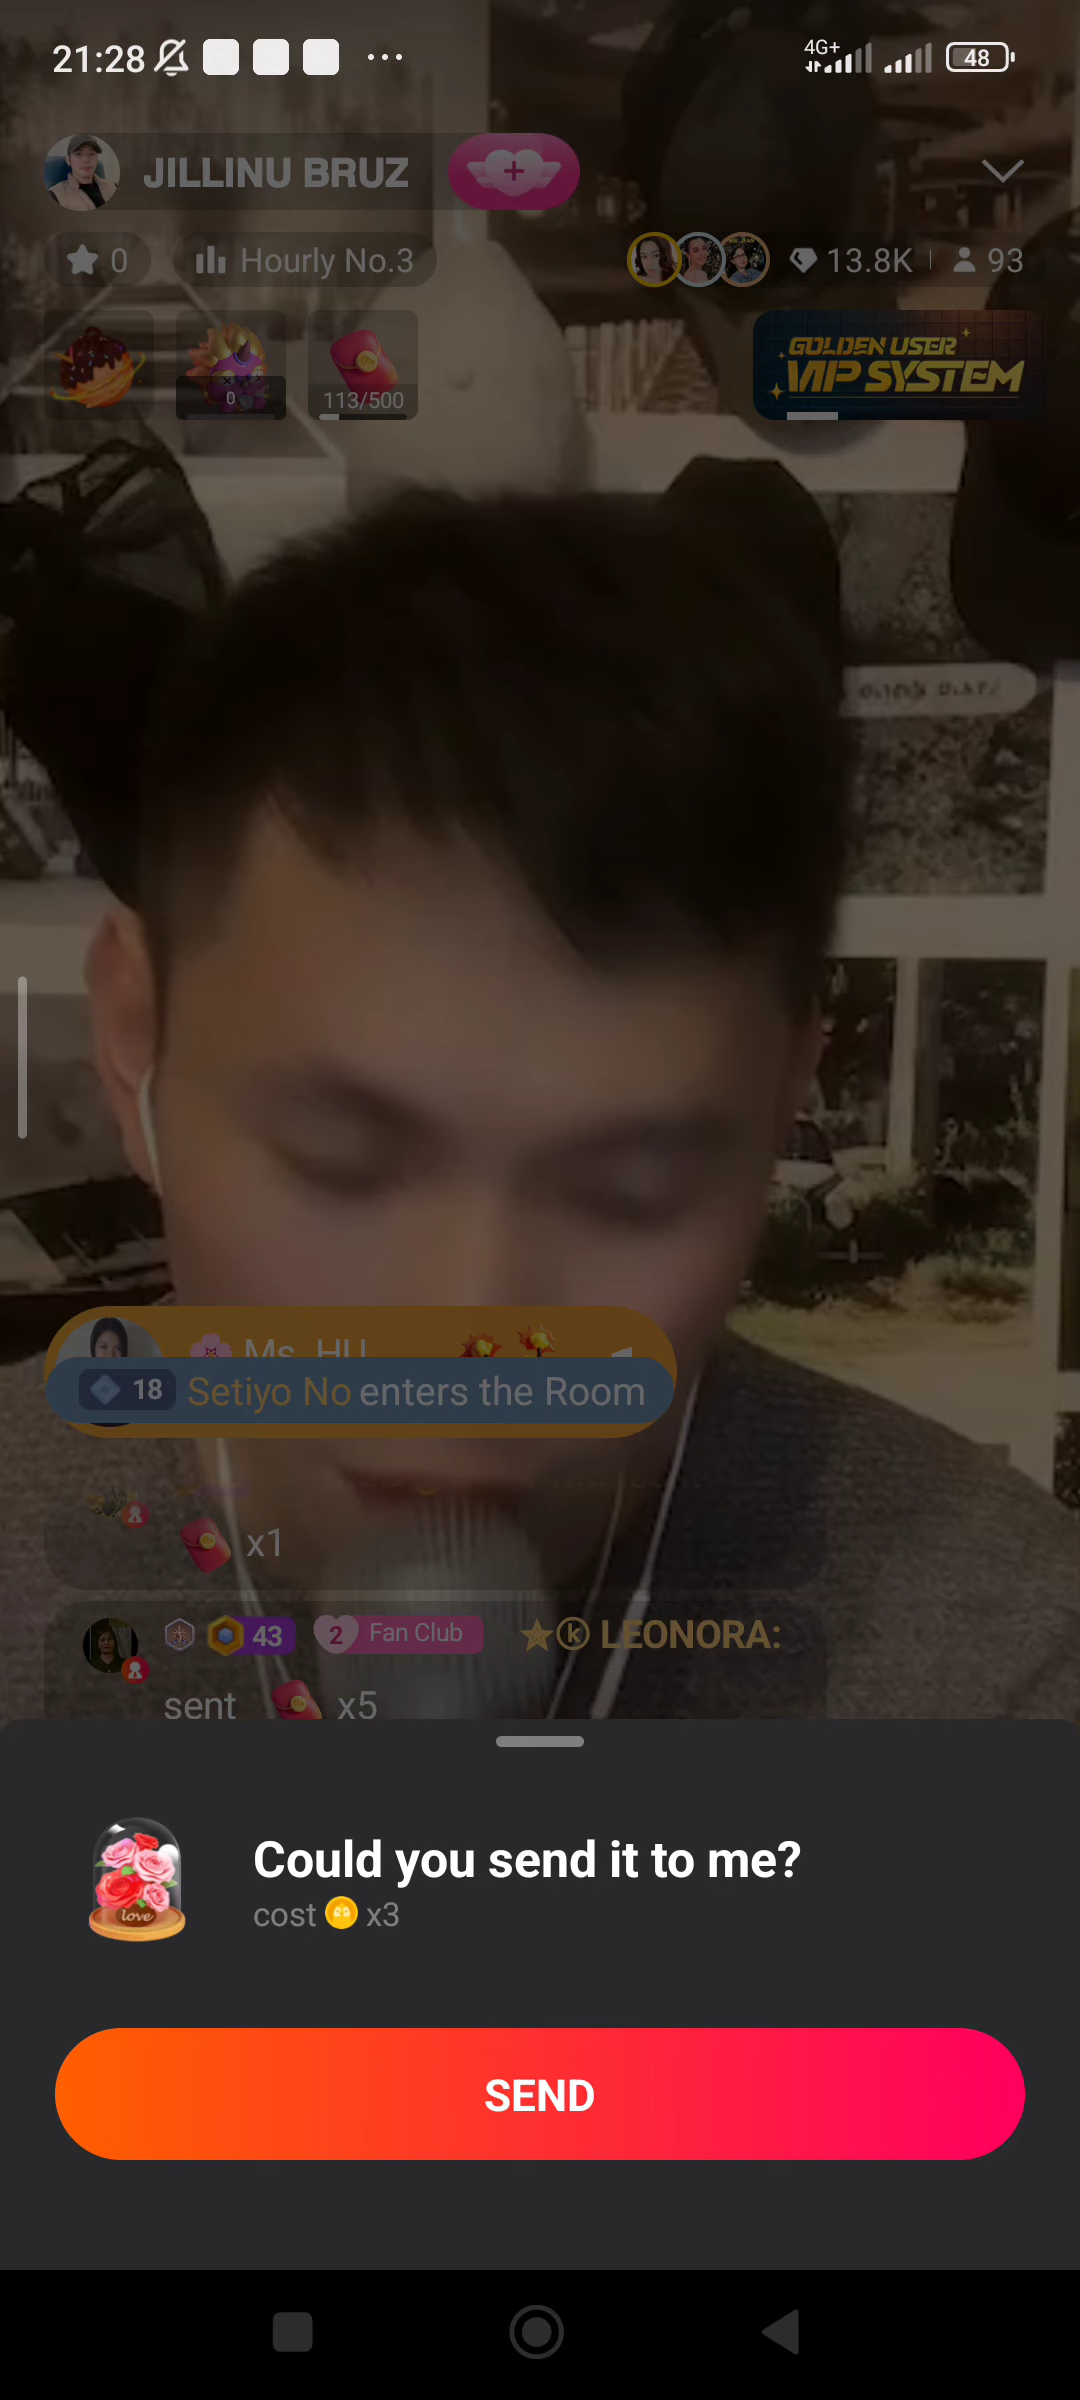 21:28
4G+
48
JILLINU BRUZ
0
Hourly No.3
13.8K
93
0
113/500
GOLDEN USER
VIP SYSTEM
Ms. HU
18 Setiyo No enters the Room
x1
43 2 Fan Club ★ⓚ LEONORA:
sent x5
love
Could you send it to me?
cost x3
SEND